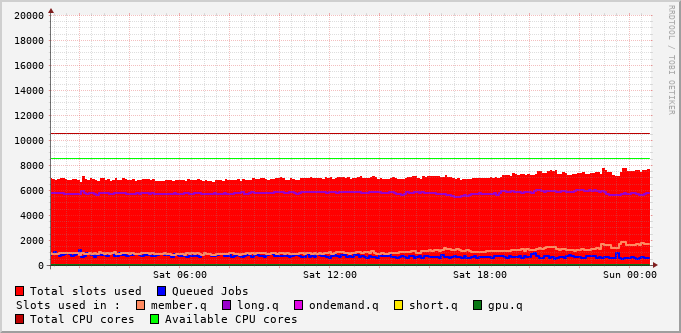 RRDTOOL / TOBI OETIKER
20000
18000
16000
14000
12000
10000
8000
6000
4000
2000
0
Sat 06:00 Sat 12:00 Sat 18:00 Sun 00:00
Total slots used Queued Jobs
Slots used in : member.q long.q ondemand.q short.q gpu.q
Total CPU cores Available CPU cores